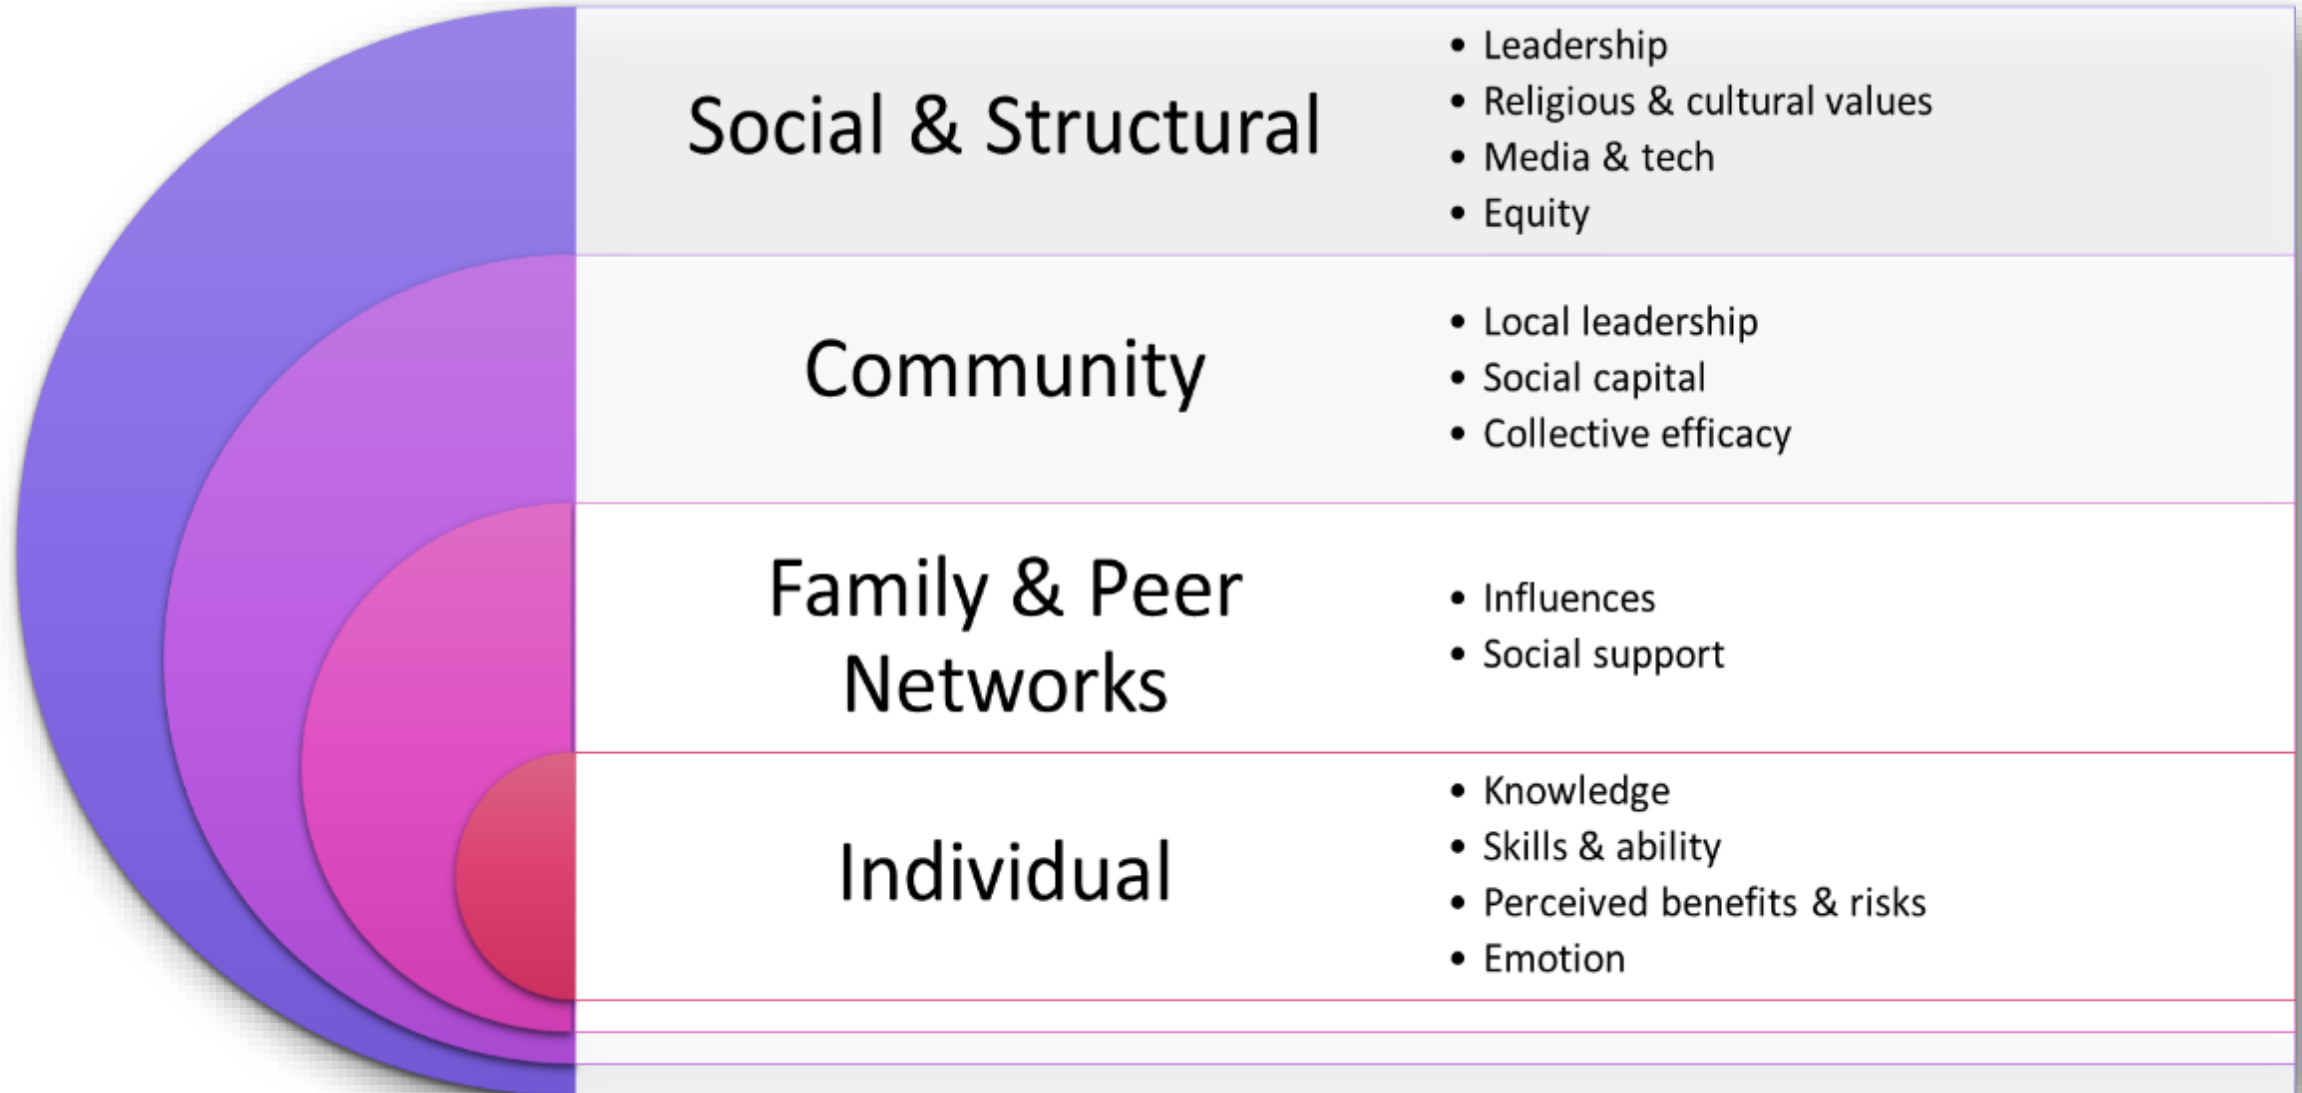 Social & Structural
• Leadership
• Religious & cultural values
• Media & tech
• Equity
Community
• Local leadership
• Social capital
• Collective efficacy
Family & Peer
Networks
• Influences
• Social support
Individual
• Knowledge
• Skills & ability
• Perceived benefits & risks
• Emotion